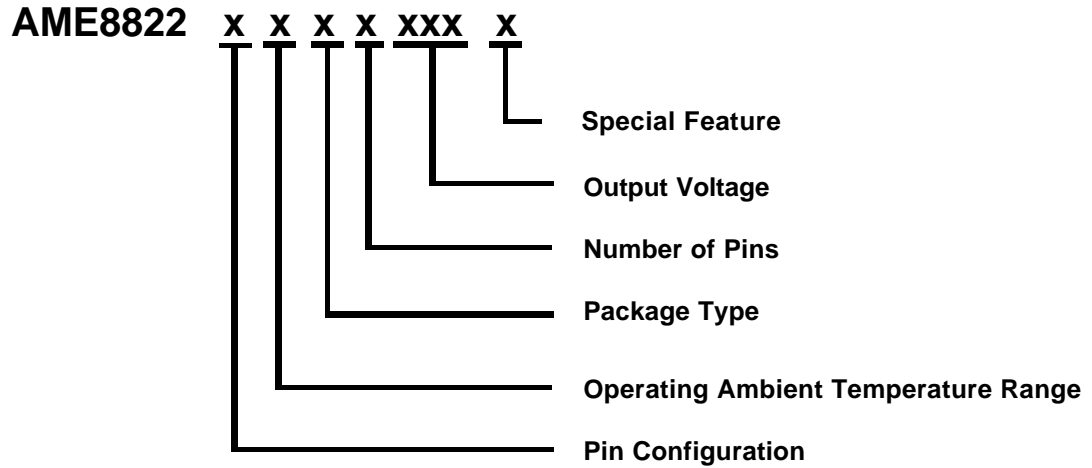 AME8822 x x x x xxx x
Special Feature
Output Voltage
Number of Pins
Package Type
Operating Ambient Temperature Range
Pin Configuration